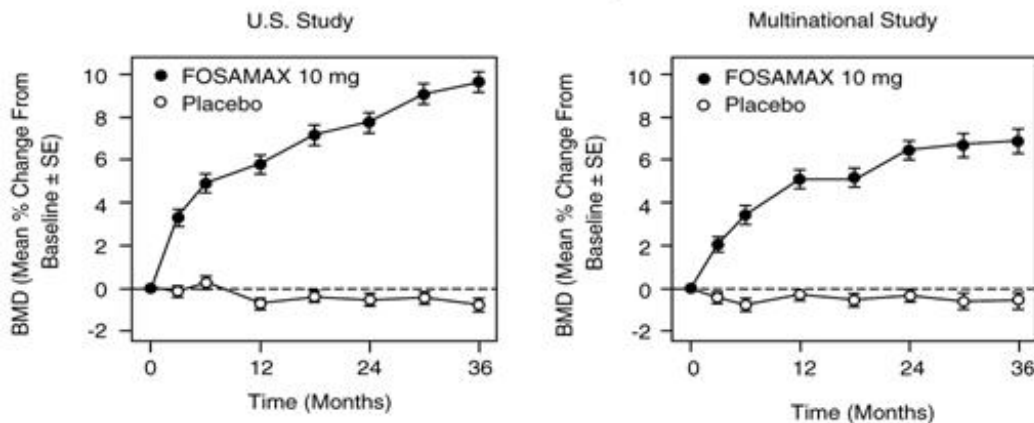 U.S. Study
BMD (Mean % Change From
Baseline ± SE)
10
8
6
4
2
0
-2
FOSAMAX 10 mg
Placebo
0
12
24
36
Time (Months)
Multinational Study
BMD (Mean % Change From
Baseline ± SE)
10
8
6
4
2
0
-2
FOSAMAX 10 mg
Placebo
0
12
24
36
Time (Months)